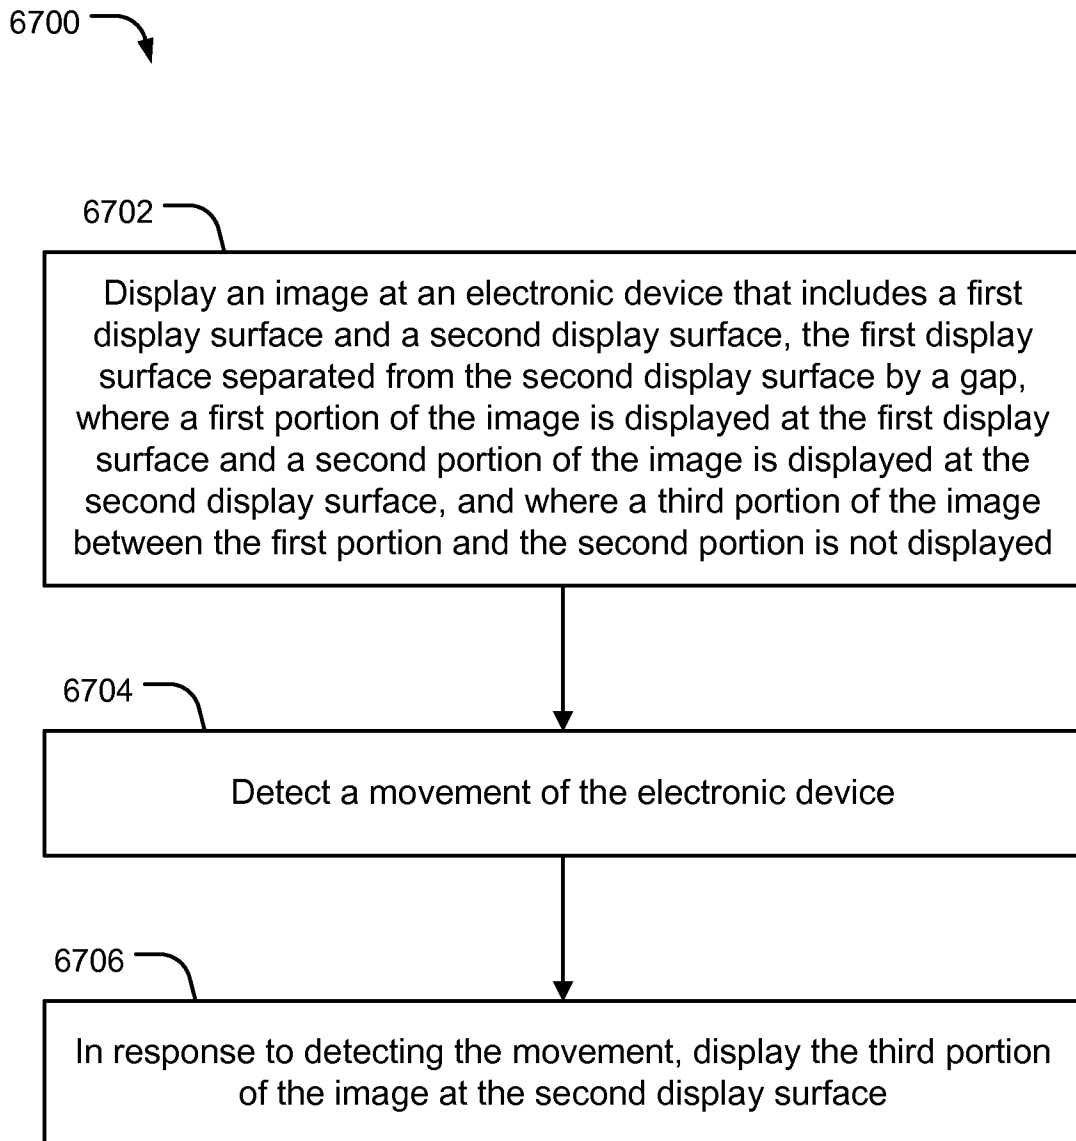 6700
6702
Display an image at an electronic device that includes a first
display surface and a second display surface, the first display
surface separated from the second display surface by a gap,
where a first portion of the image is displayed at the first display
surface and a second portion of the image is displayed at the
second display surface, and where a third portion of the image
between the first portion and the second portion is not displayed
6704
Detect a movement of the electronic device
6706
In response to detecting the movement, display the third portion
of the image at the second display surface